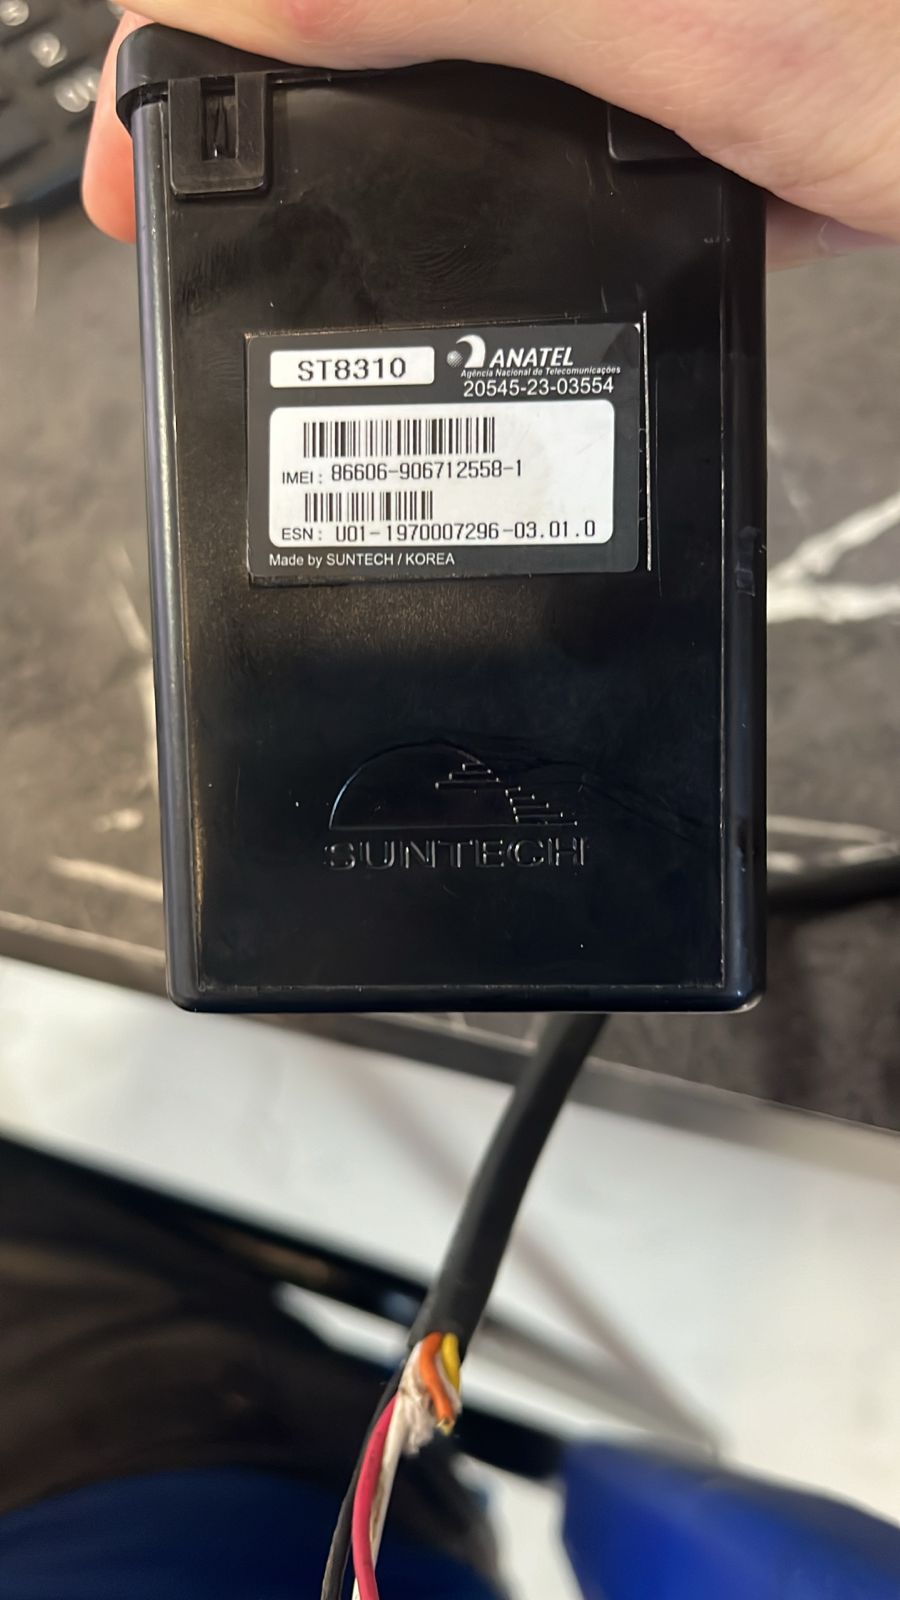 ST8310
ANATEL
Agência Nacional de Telecomunicações
20545-23-03554
IMEI : 86606-906712558-1
ESN : U01-1970007296-03.01.0
Made by SUNTECH / KOREA
SUNTECH